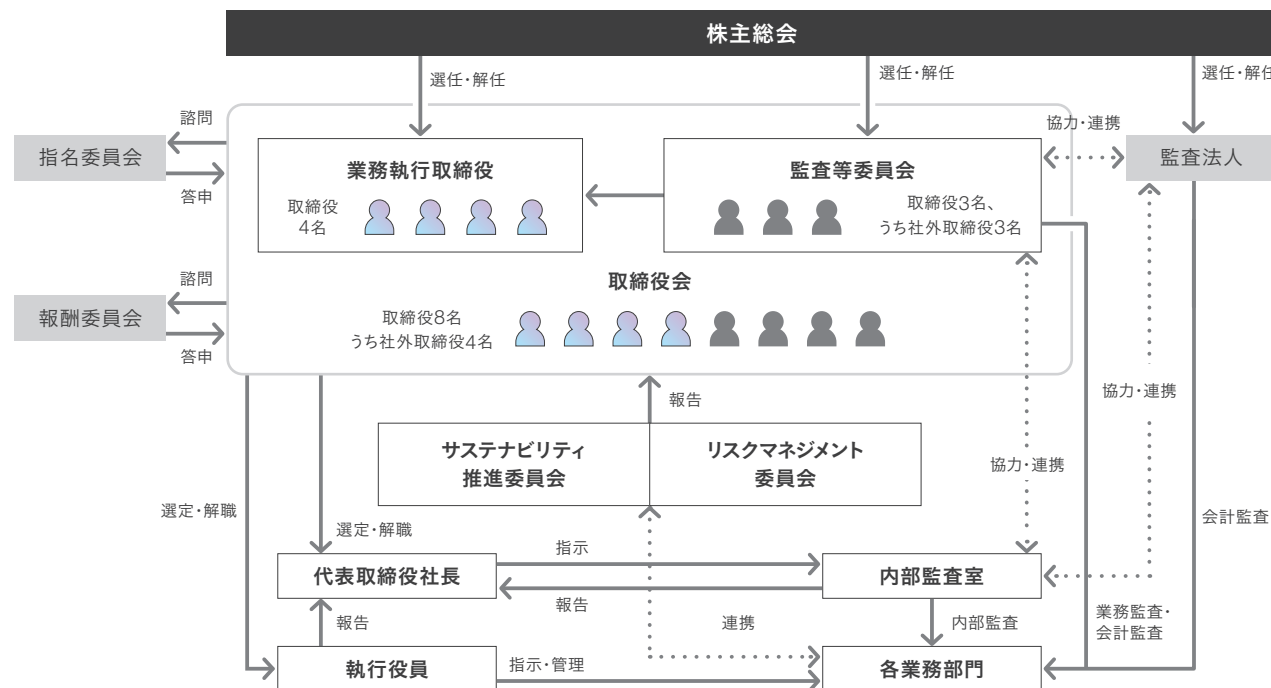 株主総会
選任・解任
選任・解任
選任・解任
諮問
指名委員会
答申
業務執行取締役
取締役
4名
監査等委員会
取締役3名、
うち社外取締役3名
協力・連携
監査法人
取締役会
取締役8名
うち社外取締役4名
諮問
報酬委員会
答申
報告
サステナビリティ
推進委員会
リスクマネジメント
委員会
協力・連携
協力・連携
選定・解職
選定・解職
会計監査
代表取締役社長
指示
報告
内部監査室
報告
連携
内部監査
業務監査・
会計監査
執行役員
指示・管理
各業務部門